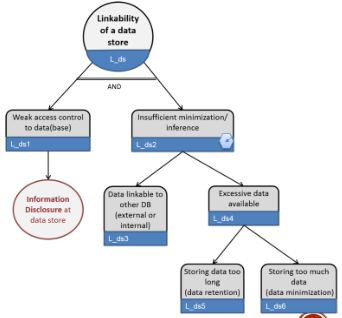 Linkability
of a data
store
L_ds
AND
Weak access control
to data(base)
L_ds1
Insufficient minimization/
inference
L_ds2
Information
Disclosure at
data store
Data linkable to
other DB
(external or
internal)
L_ds3
Excessive data
available
L_ds4
Storing data too
long
(data retention)
L_ds5
Storing too much
data
(data minimization)
L_ds6